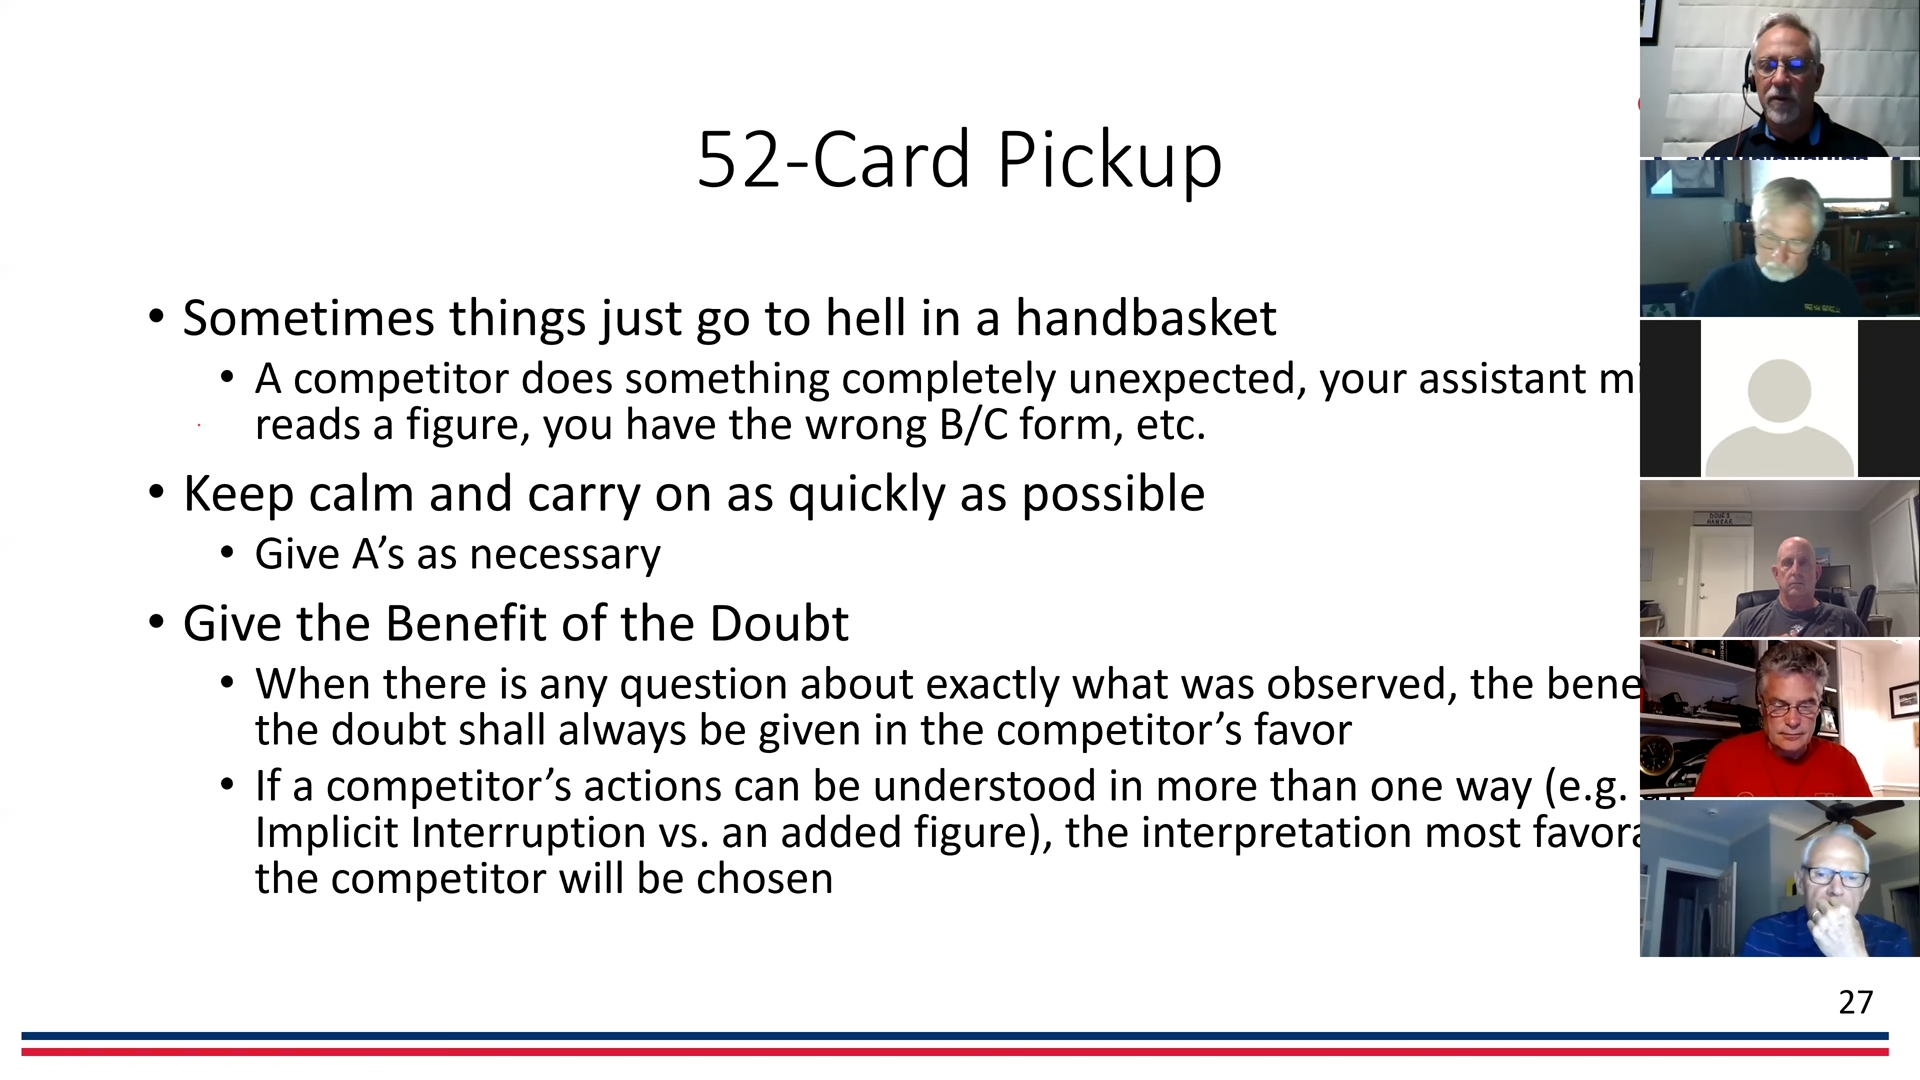 52-Card Pickup
• Sometimes things just go to hell in a handbasket
• A competitor does something completely unexpected, your assistant
reads a figure, you have the wrong B/C form, etc.
• Keep calm and carry on as quickly as possible
• Give A’s as necessary
• Give the Benefit of the Doubt
• When there is any question about exactly what was observed, the
the doubt shall always be given in the competitor’s favor
• If a competitor’s actions can be understood in more than one way (e.g.
Implicit Interruption vs. an added figure), the interpretation most
the competitor will be chosen
DOUG'S
HANGAR
27